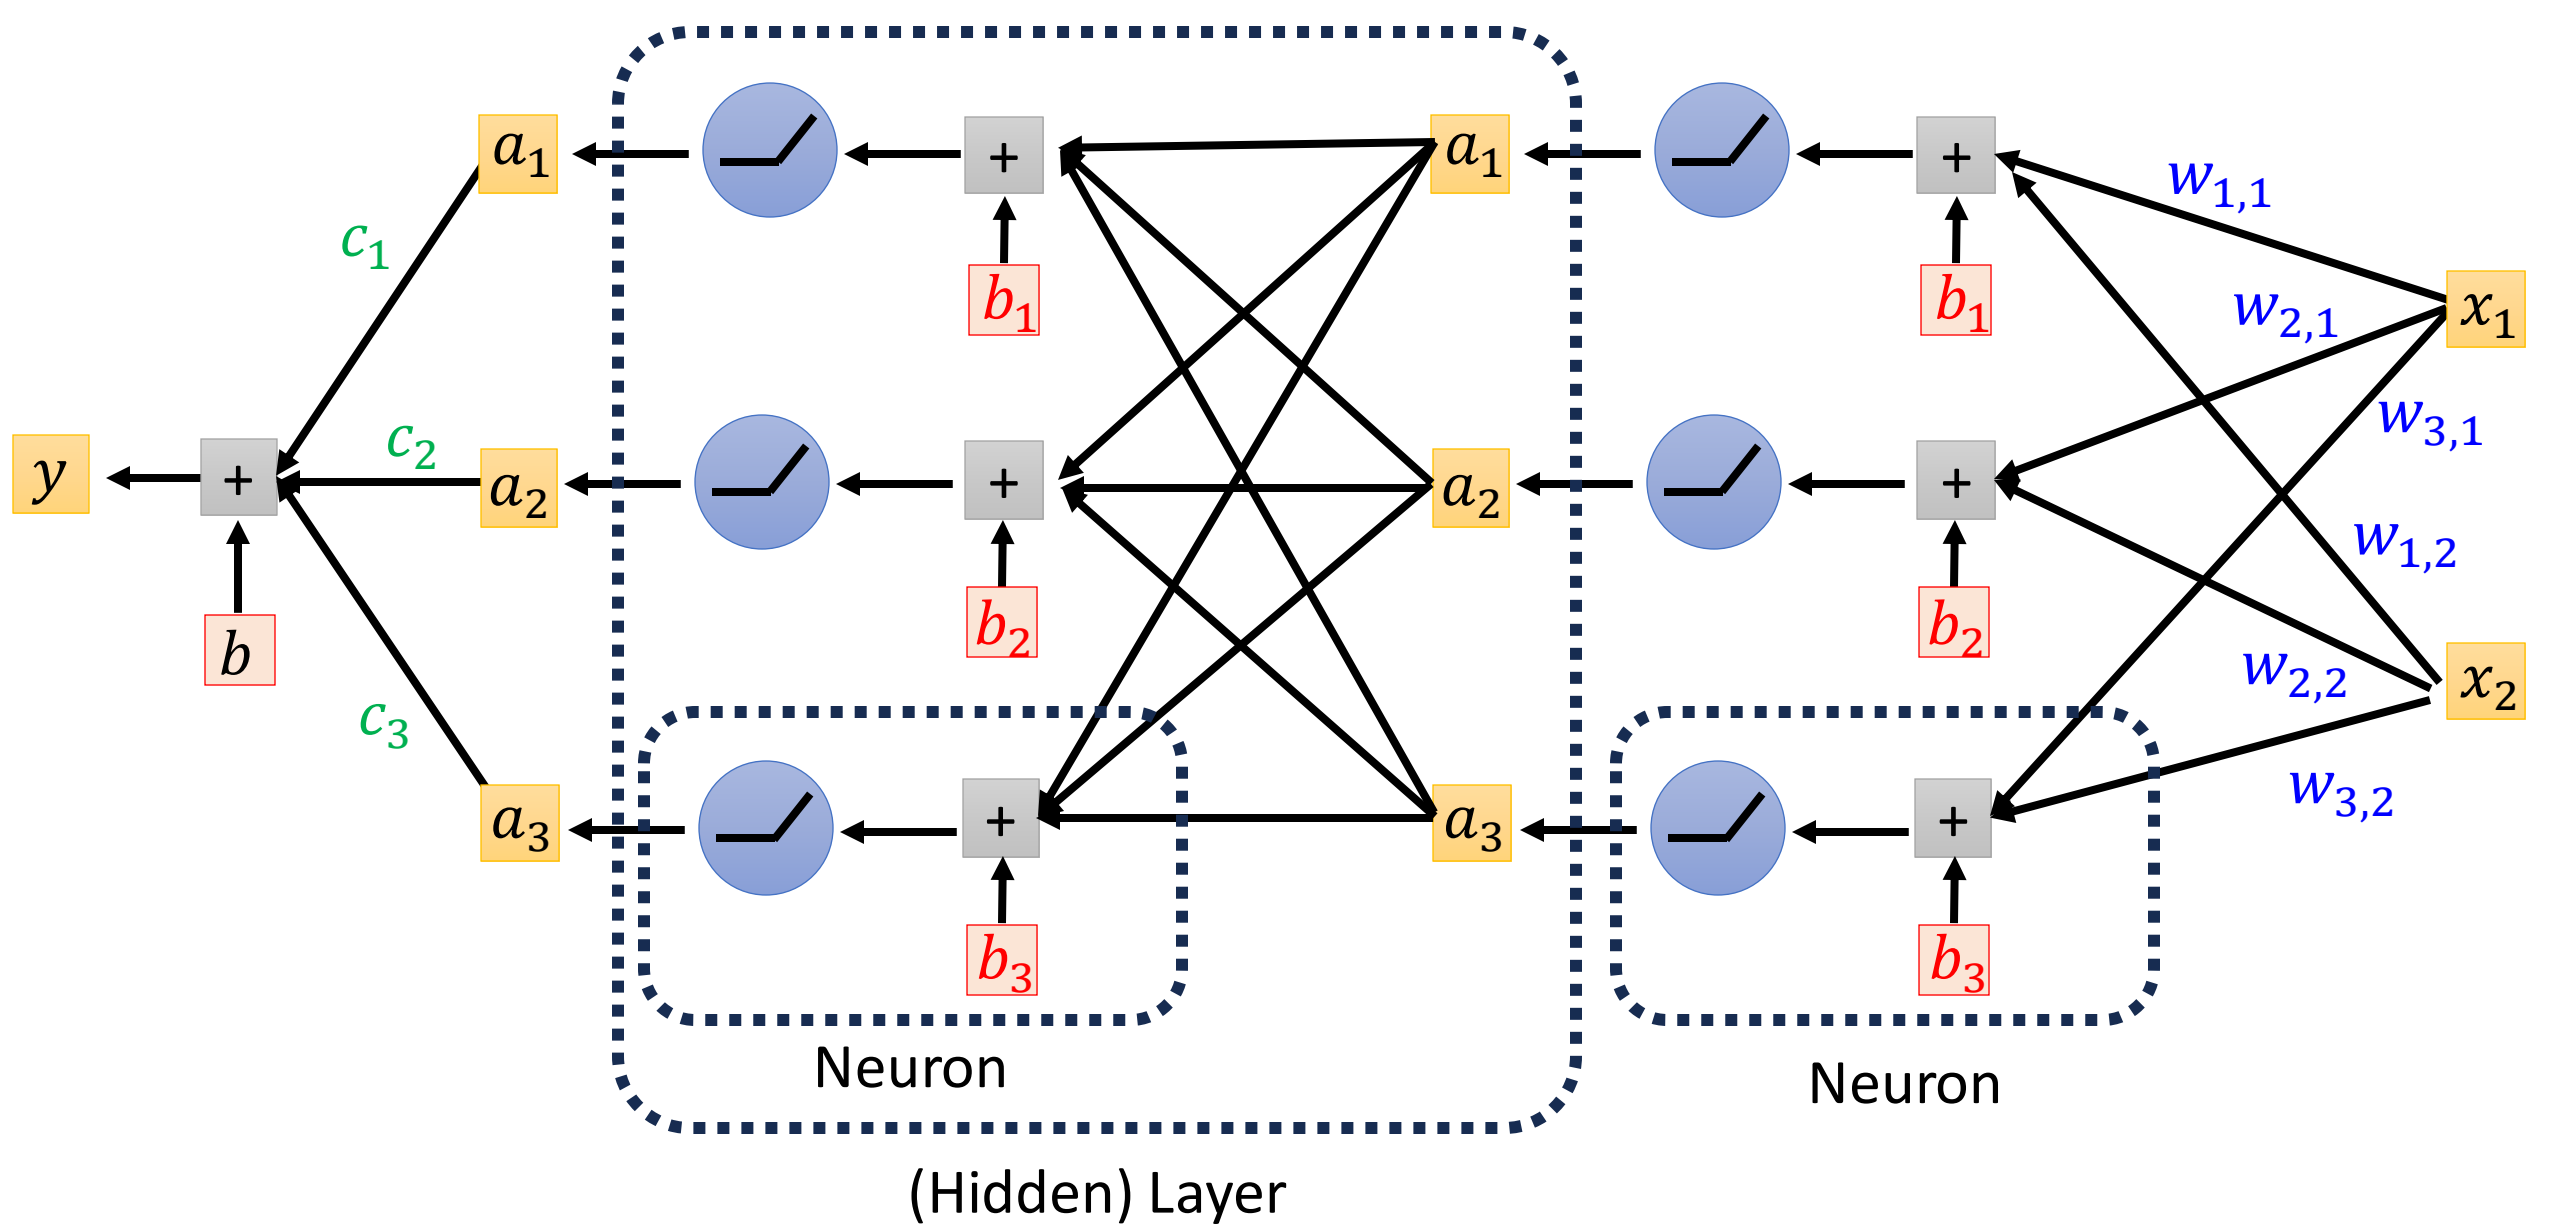 a₁ + a₁ +
c₁ w₁,₁
b₁ b₁ x₁
w₂,₁
c₂ w₃,₁
y + a₂ + a₂ +
w₁,₂
b b₂ b₂
w₂,₂ x₂
c₃
w₃,₂
a₃ + a₃ +
b₃ b₃
Neuron Neuron
(Hidden) Layer